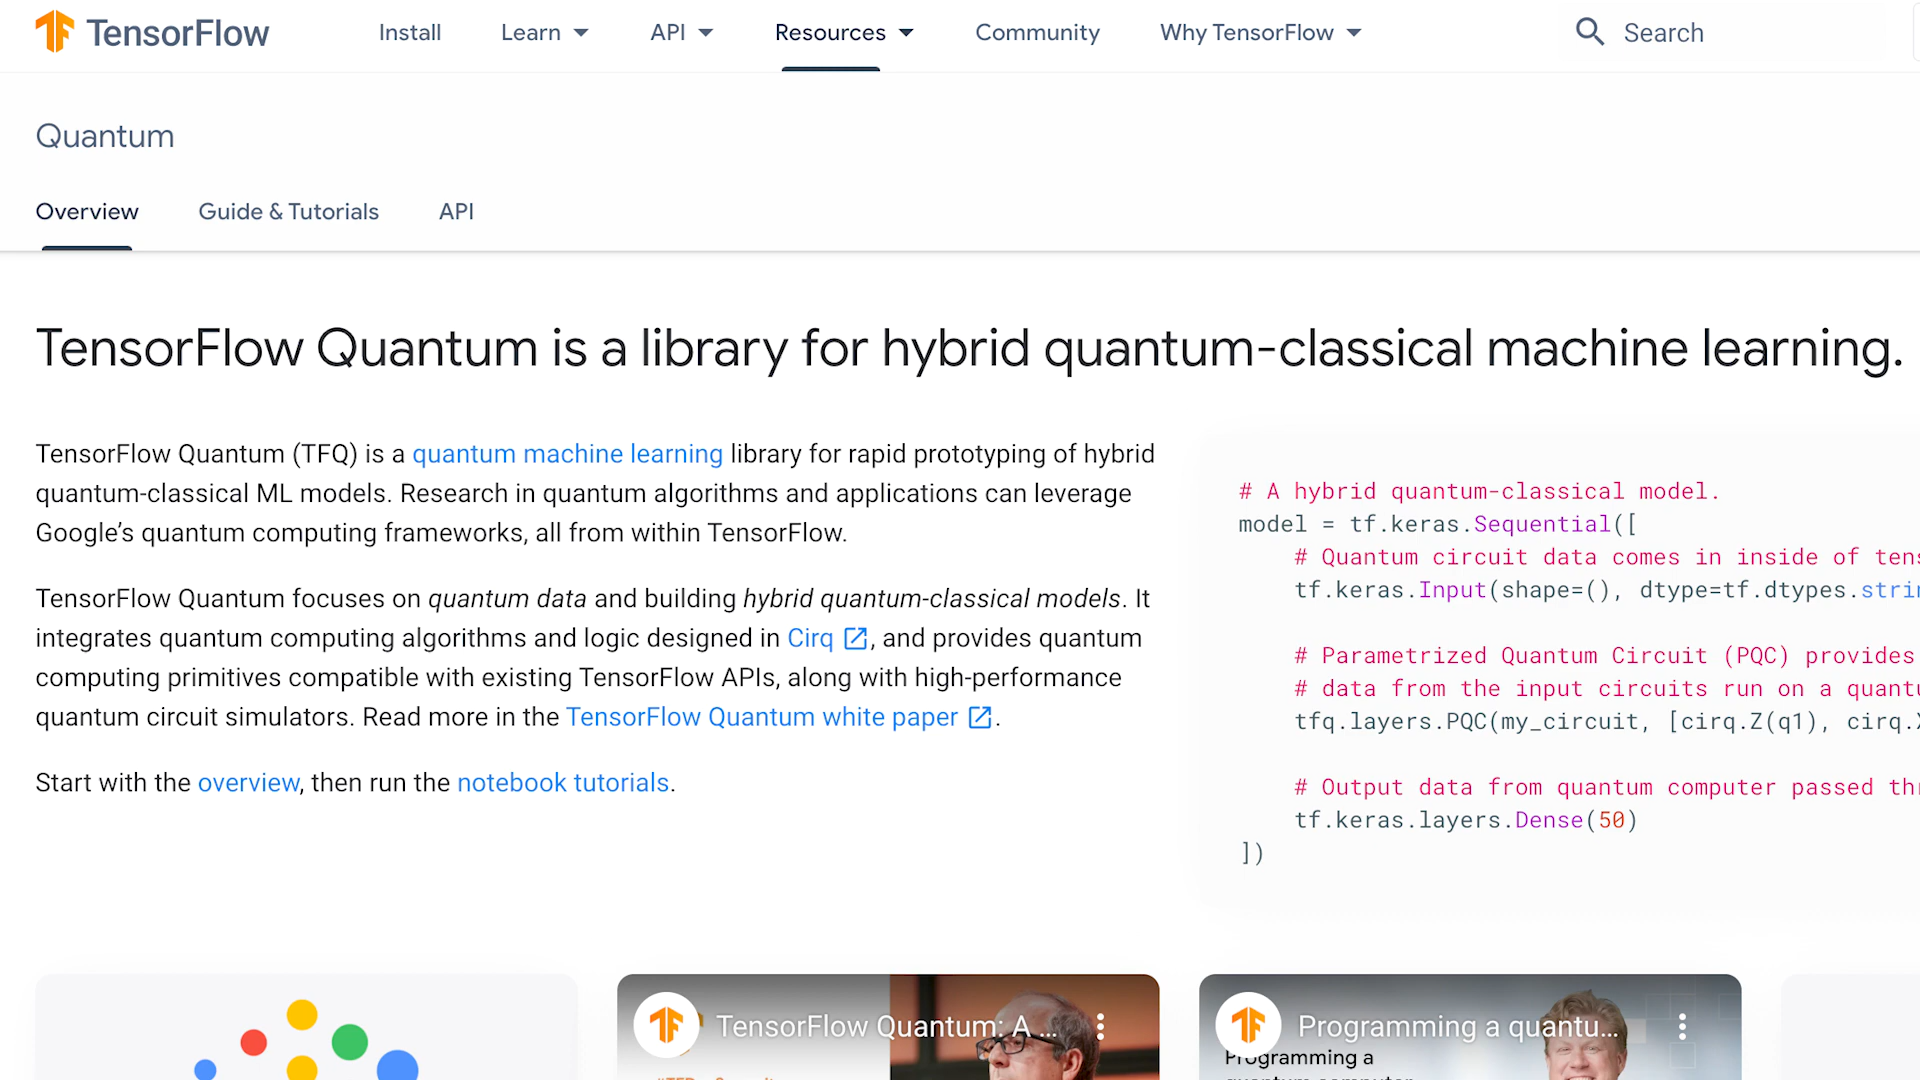 TensorFlow
Install
Learn
API
Resources
Community
Why TensorFlow
Search
Quantum
Overview
Guide & Tutorials
API
TensorFlow Quantum is a library for hybrid quantum-classical machine learning.
TensorFlow Quantum (TFQ) is a quantum machine learning library for rapid prototyping of hybrid
quantum-classical ML models. Research in quantum algorithms and applications can leverage
Google’s quantum computing frameworks, all from within TensorFlow.
TensorFlow Quantum focuses on quantum data and building hybrid quantum-classical models. It
integrates quantum computing algorithms and logic designed in Cirq, and provides quantum
computing primitives compatible with existing TensorFlow APIs, along with high-performance
quantum circuit simulators. Read more in the TensorFlow Quantum white paper.
Start with the overview, then run the notebook tutorials.
# A hybrid quantum-classical model.
model = tf.keras.Sequential([
# Quantum circuit data comes in inside of tens
tf.keras.Input(shape=(), dtype=tf.dtypes.strin
# Parametrized Quantum Circuit (PQC) provides
# data from the input circuits run on a quantu
tfq.layers.PQC(my_circuit, [cirq.Z(q1), cirq.X
# Output data from quantum computer passed thr
tf.keras.layers.Dense(50)
])
TensorFlow Quantum: A ...
Programming a quantu...
Programming a